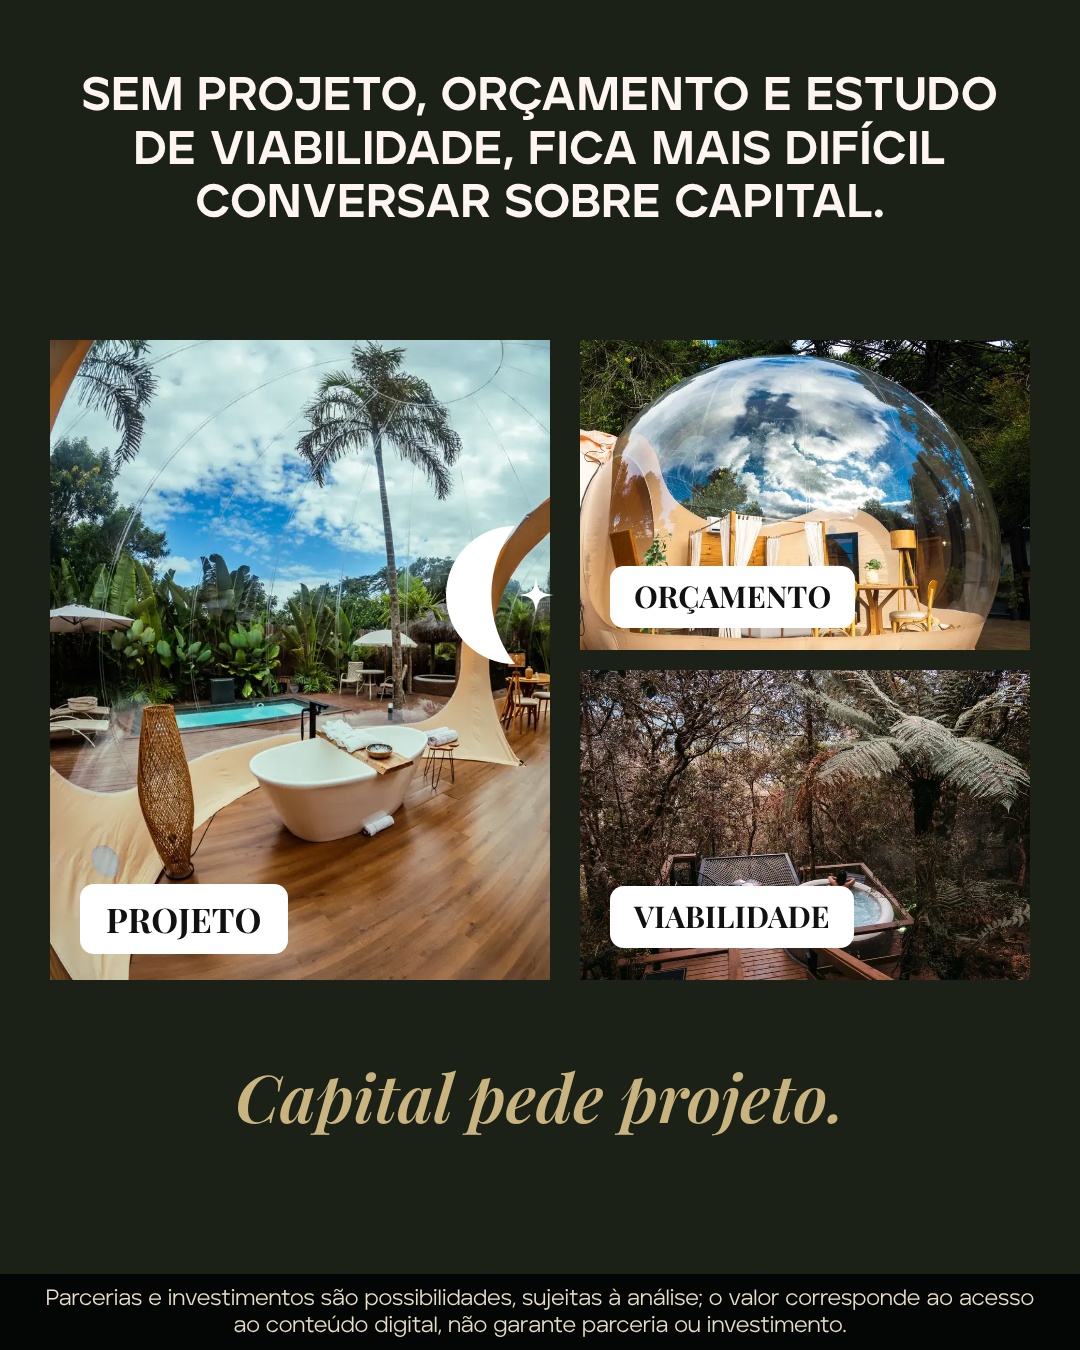 SEM PROJETO, ORÇAMENTO E ESTUDO
DE VIABILIDADE, FICA MAIS DIFÍCIL
CONVERSAR SOBRE CAPITAL.
PROJETO
ORÇAMENTO
VIABILIDADE
Capital pede projeto.
Parcerias e investimentos são possibilidades, sujeitas à análise; o valor corresponde ao acesso
ao conteúdo digital, não garante parceria ou investimento.